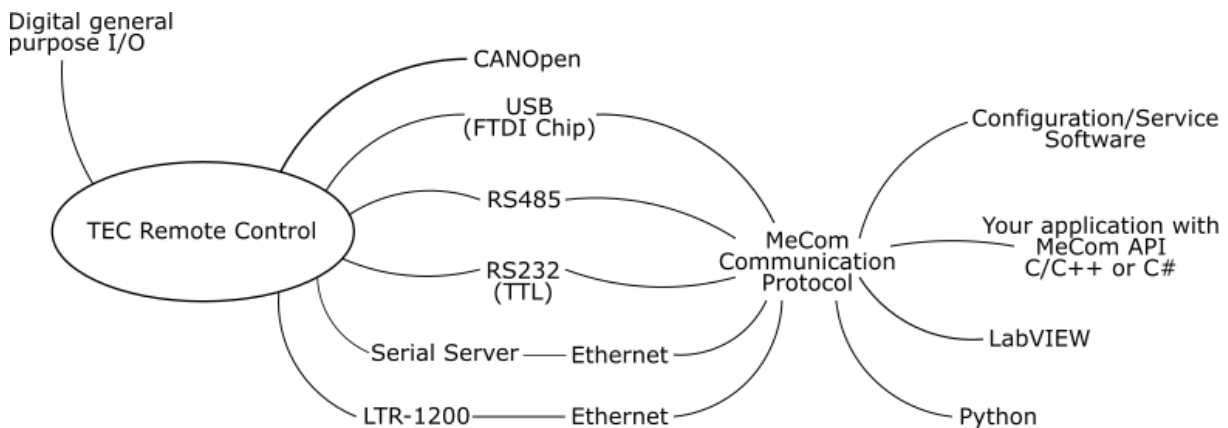 Digital general
purpose I/O
CANOpen
USB
(FTDI Chip)
Configuration/Service
Software
RS485
TEC Remote Control
Your application with
MeCom API
C/C++ or C#
MeCom
Communication
Protocol
RS232
(TTL)
LabVIEW
Serial Server
Ethernet
LTR-1200
Ethernet
Python